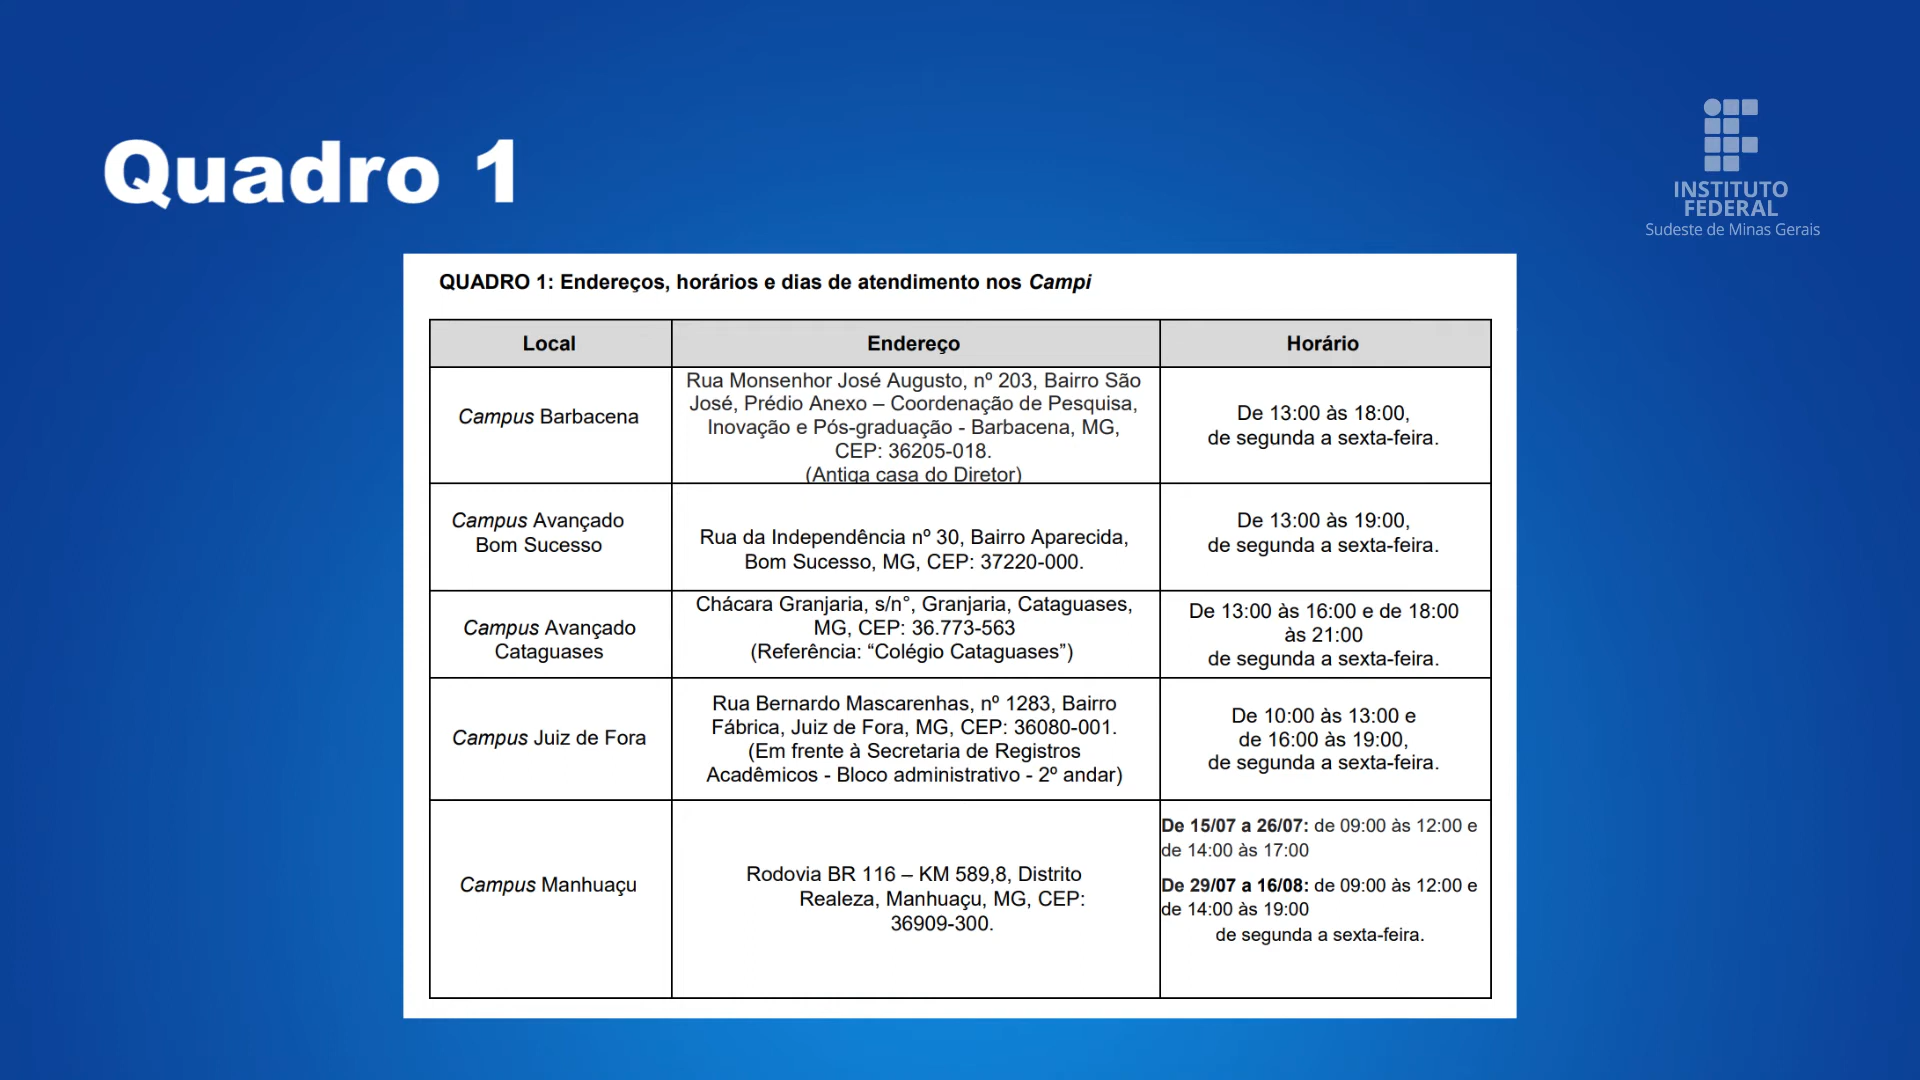 Quadro 1
INSTITUTO
FEDERAL
Sudeste de Minas Gerais
QUADRO 1: Endereços, horários e dias de atendimento nos Campi
Local
Endereço
Horário
Campus Barbacena
Rua Monsenhor José Augusto, nº 203, Bairro São
José, Prédio Anexo – Coordenação de Pesquisa,
Inovação e Pós-graduação - Barbacena, MG,
CEP: 36205-018.
(Antiga casa do Diretor)
De 13:00 às 18:00,
de segunda a sexta-feira.
Campus Avançado
Bom Sucesso
Rua da Independência nº 30, Bairro Aparecida,
Bom Sucesso, MG, CEP: 37220-000.
De 13:00 às 19:00,
de segunda a sexta-feira.
Campus Avançado
Cataguases
Chácara Granjaria, s/n°, Granjaria, Cataguases,
MG, CEP: 36.773-563
(Referência: “Colégio Cataguases”)
De 13:00 às 16:00 e de 18:00
às 21:00
de segunda a sexta-feira.
Campus Juiz de Fora
Rua Bernardo Mascarenhas, nº 1283, Bairro
Fábrica, Juiz de Fora, MG, CEP: 36080-001.
(Em frente à Secretaria de Registros
Acadêmicos - Bloco administrativo - 2º andar)
De 10:00 às 13:00 e
de 16:00 às 19:00,
de segunda a sexta-feira.
Campus Manhuaçu
Rodovia BR 116 – KM 589,8, Distrito
Realeza, Manhuaçu, MG, CEP:
36909-300.
De 15/07 a 26/07: de 09:00 às 12:00 e
de 14:00 às 17:00
De 29/07 a 16/08: de 09:00 às 12:00 e
de 14:00 às 19:00
de segunda a sexta-feira.